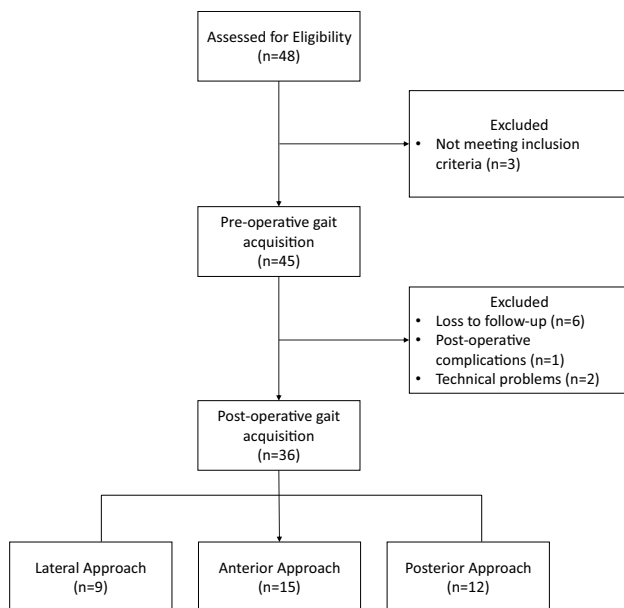 Assessed for Eligibility
(n=48)
Excluded
• Not meeting inclusion
criteria (n=3)
Pre-operative gait
acquisition
(n=45)
Excluded
• Loss to follow-up (n=6)
• Post-operative
complications (n=1)
• Technical problems (n=2)
Post-operative gait
acquisition
(n=36)
Lateral Approach
(n=9)
Anterior Approach
(n=15)
Posterior Approach
(n=12)